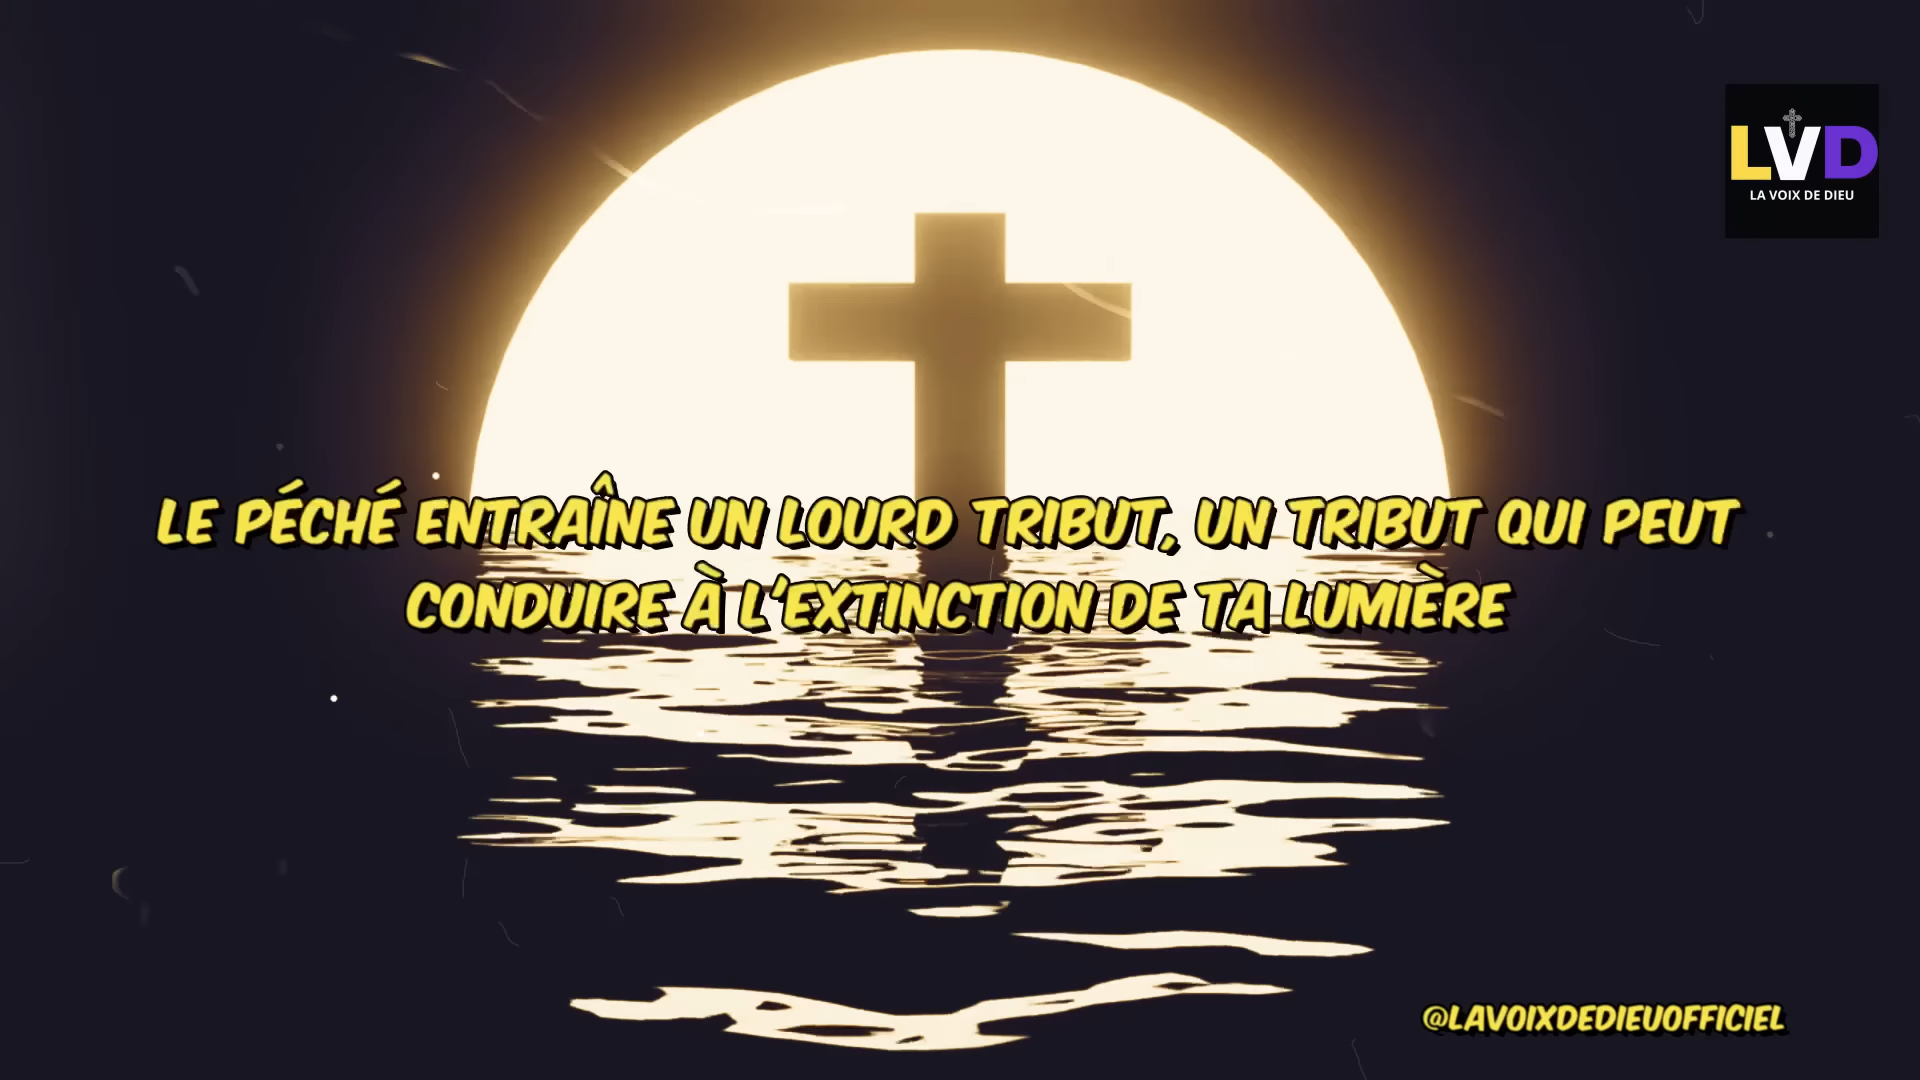 LVD
LA VOIX DE DIEU
LE PÉCHÉ ENTRAÎNE UN LOURD TRIBUT, UN TRIBUT QUI PEUT
CONDUIRE À L'EXTINCTION DE TA LUMIÈRE
@LAVOIXDEDIEUOFFICIEL